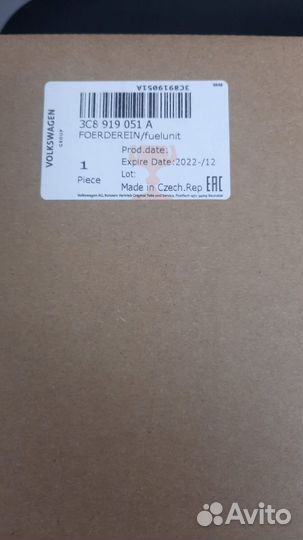 3C8919051A
VOLKSWAGEN
GROUP
3C8 919 051 A
FOERDEREIN/fuelunit
Prod.date:
1 Expire Date:2022-/12
Piece Lot:
Made in Czech.Rep EAC
Avito